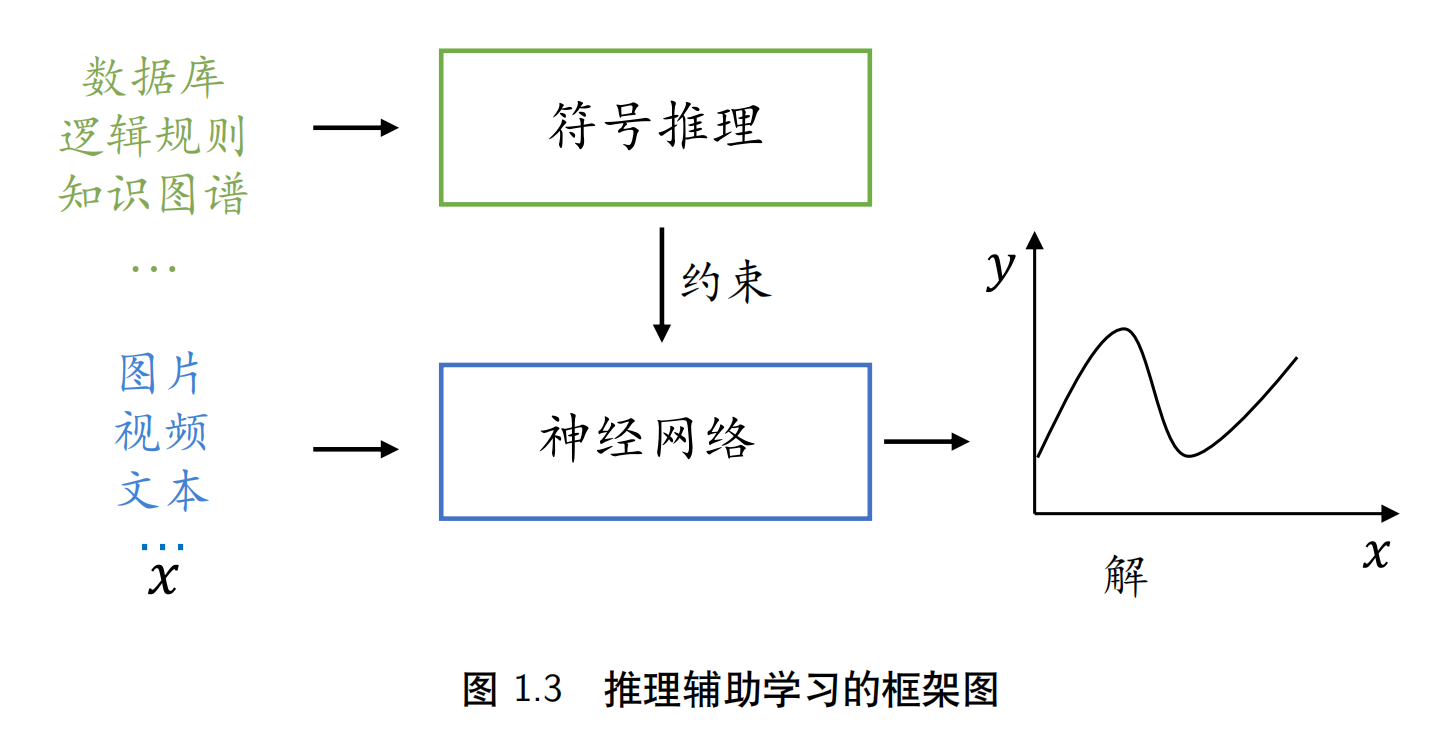 数据库
逻辑规则
知识图谱
...
符号推理
约束
图片
视频
文本
...
x
神经网络
y
x
解
图 1.3 推理辅助学习的框架图